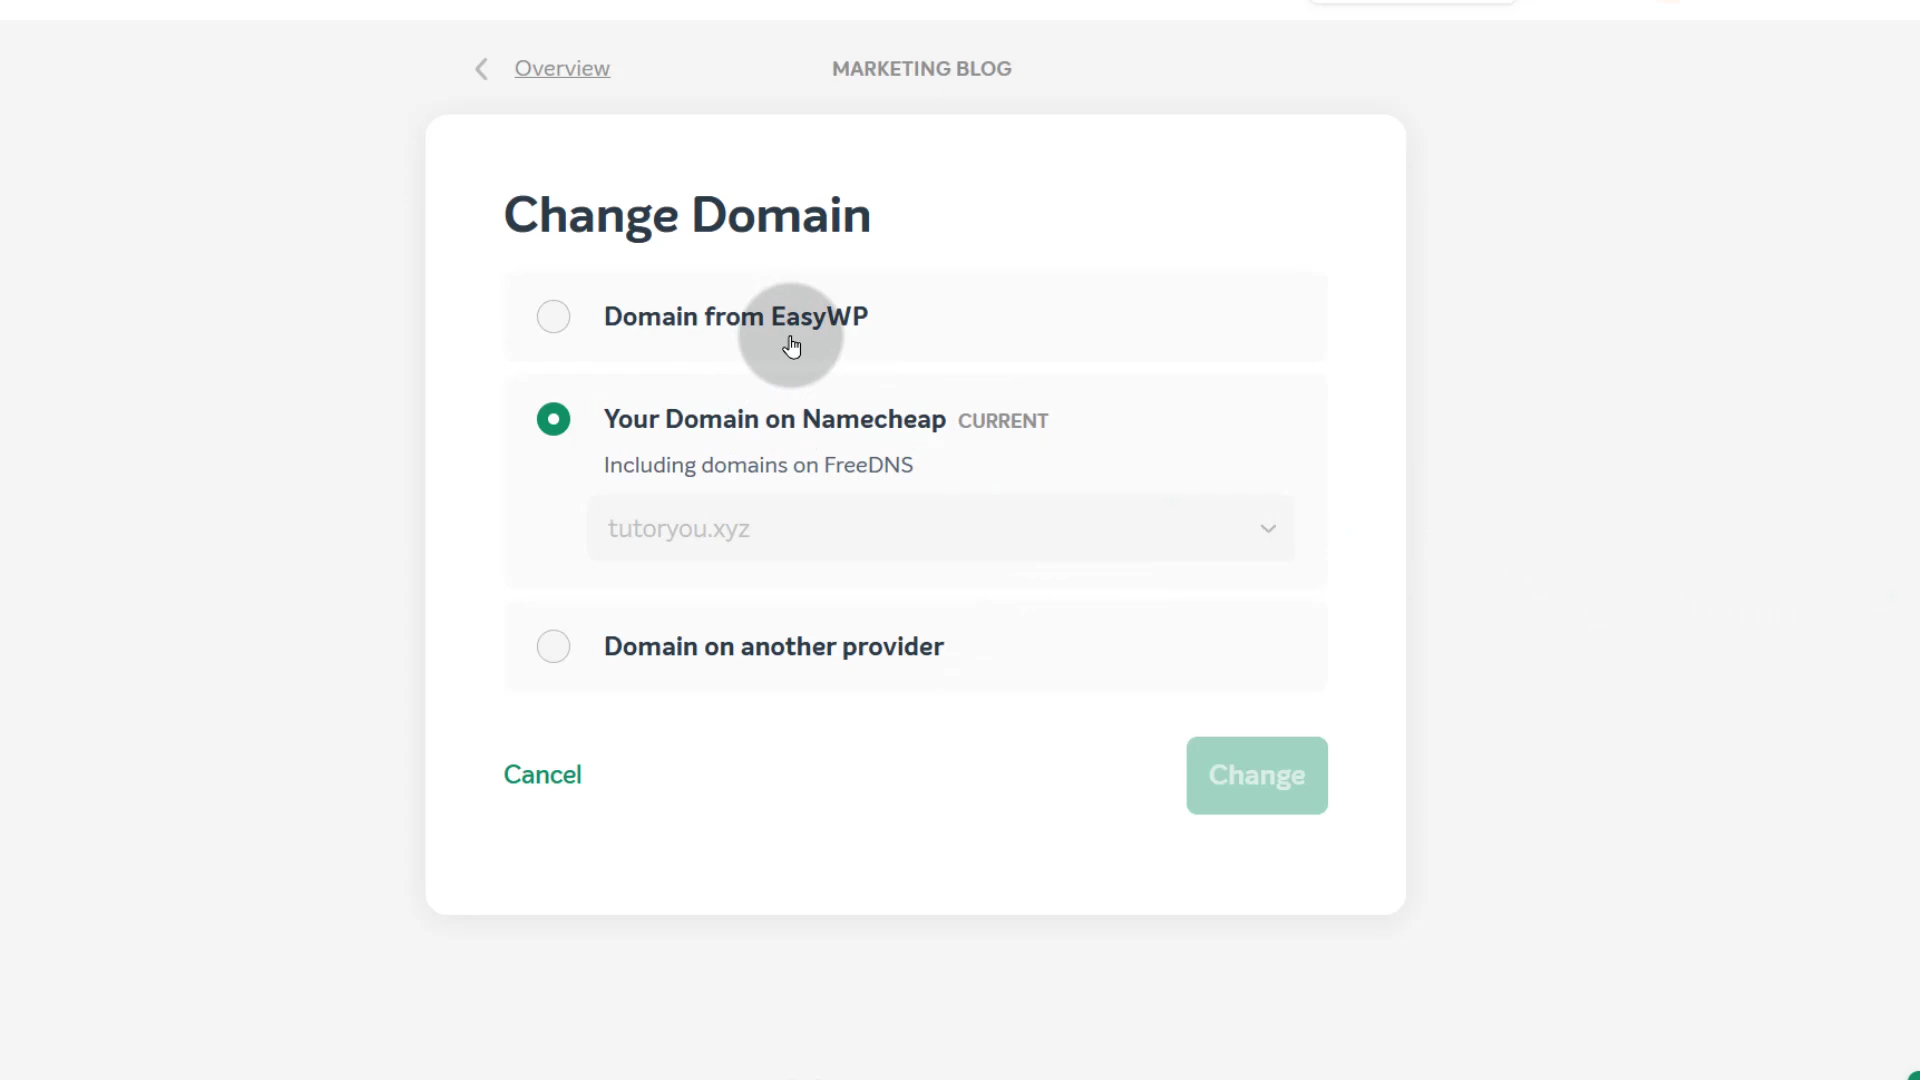 Overview
MARKETING BLOG
Change Domain
Domain from EasyWP
Your Domain on Namecheap CURRENT
Including domains on FreeDNS
tutoryou.xyz
Domain on another provider
Cancel
Change